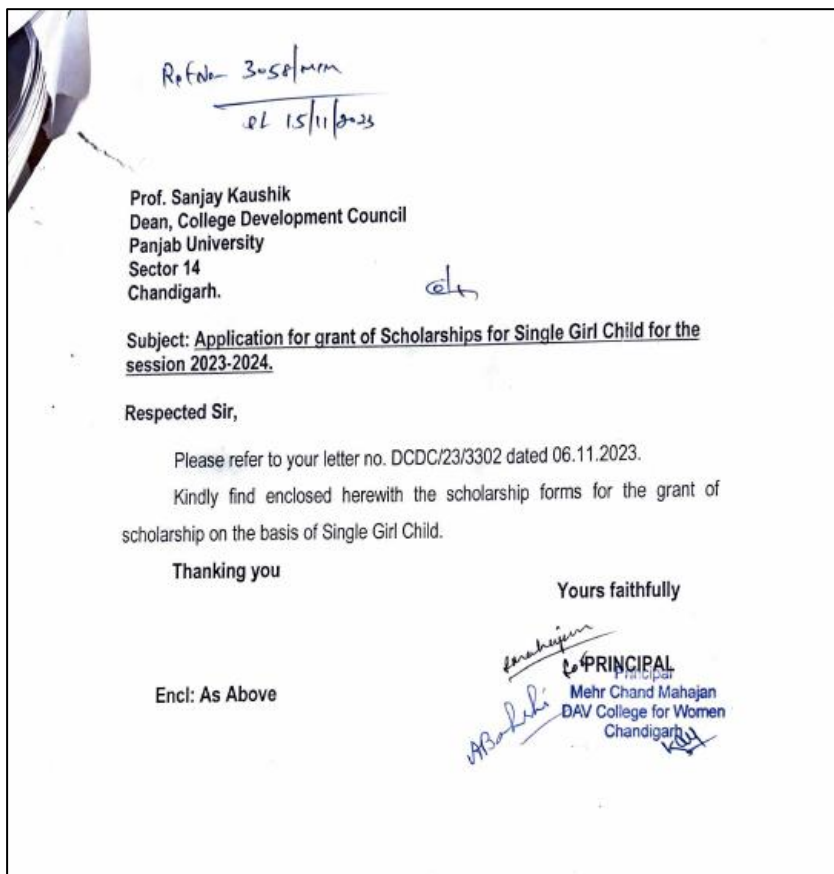 Ref No- 3058/MCM
dt 15/11/2023
Prof. Sanjay Kaushik
Dean, College Development Council
Panjab University
Sector 14
Chandigarh.
Subject: Application for grant of Scholarships for Single Girl Child for the
session 2023-2024.
Respected Sir,
Please refer to your letter no. DCDC/23/3302 dated 06.11.2023.
Kindly find enclosed herewith the scholarship forms for the grant of
scholarship on the basis of Single Girl Child.
Thanking you
Yours faithfully
PRINCIPAL
Principal
Encl: As Above
Mehr Chand Mahajan
DAV College for Women
Chandigarh